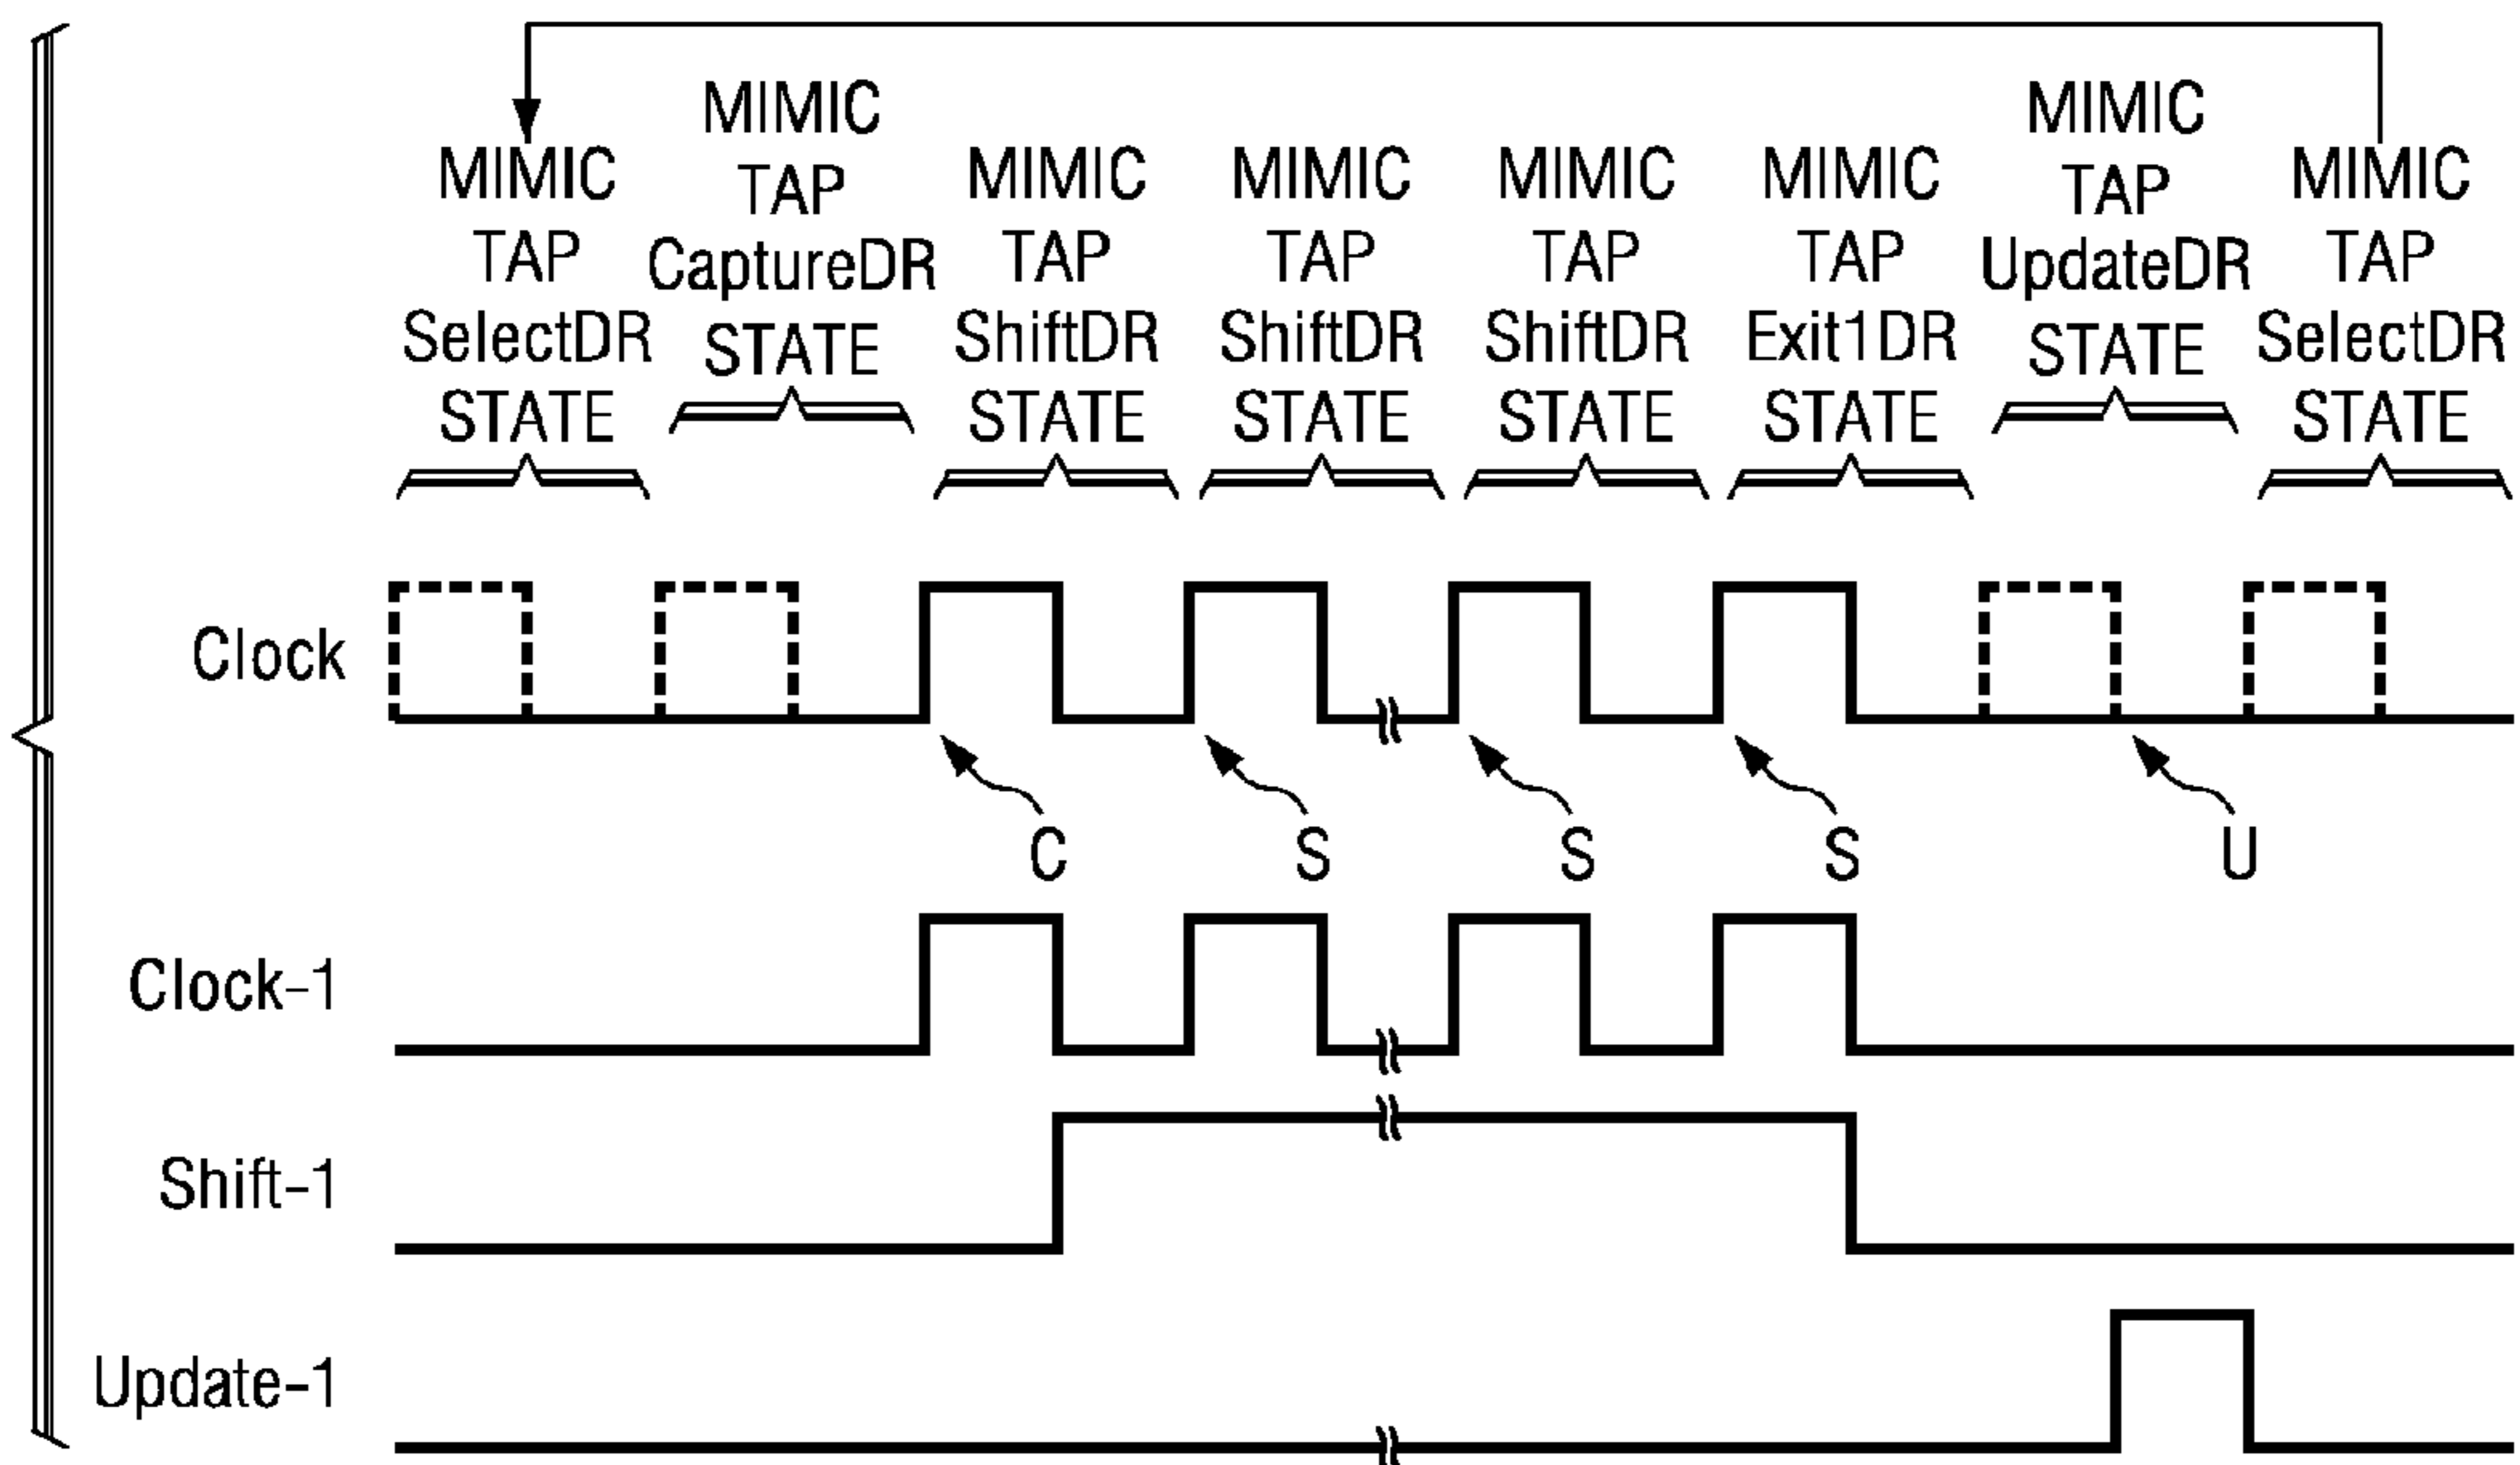 MIMIC
TAP
SelectDR
STATE
MIMIC
TAP
CaptureDR
STATE
MIMIC
TAP
ShiftDR
STATE
MIMIC
TAP
ShiftDR
STATE
MIMIC
TAP
ShiftDR
STATE
MIMIC
TAP
Exit1DR
STATE
MIMIC
TAP
UpdateDR
STATE
MIMIC
TAP
SelectDR
STATE
Clock
C
S
S
S
U
Clock-1
Shift-1
Update-1